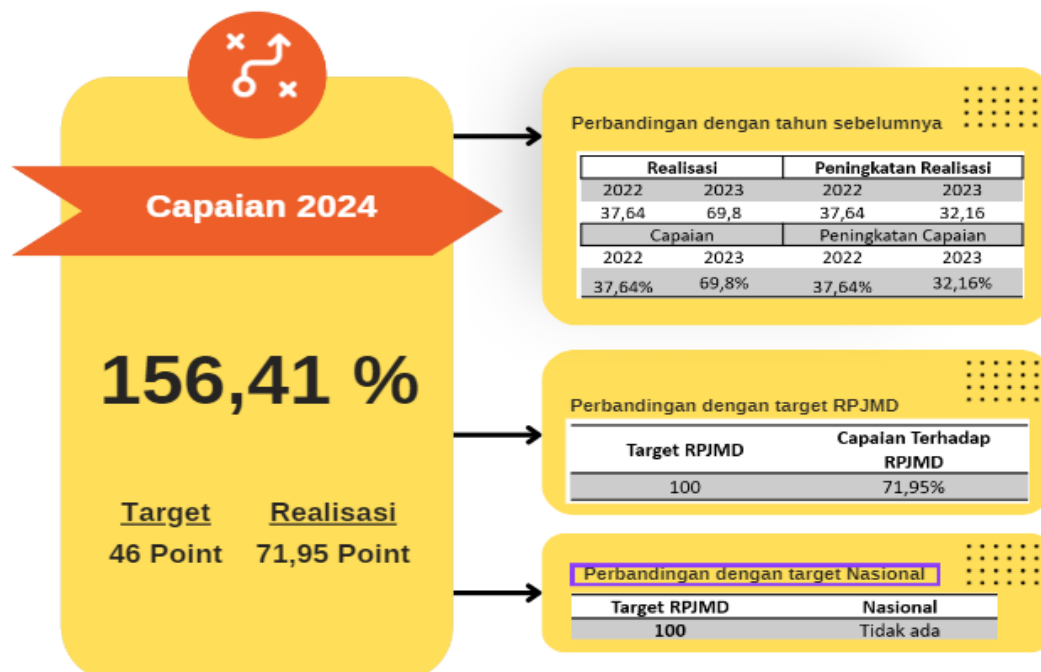 Capaian 2024
156,41 %
Target Realisasi
46 Point 71,95 Point
Perbandingan dengan tahun sebelumnya
Realisasi Peningkatan Realisasi
2022 2023 2022 2023
37,64 69,8 37,64 32,16
Capaian Peningkatan Capaian
2022 2023 2022 2023
37,64% 69,8% 37,64% 32,16%
Perbandingan dengan target RPJMD
Target RPJMD Capaian Terhadap
RPJMD
100 71,95%
Perbandingan dengan target Nasional
Target RPJMD Nasional
100 Tidak ada